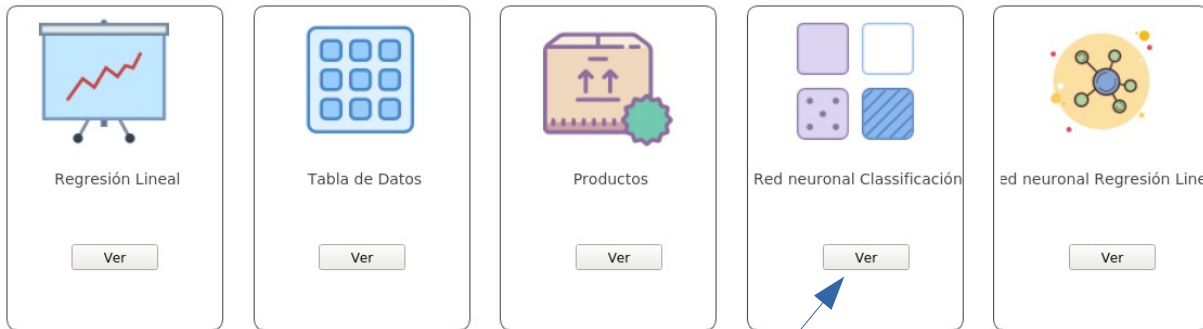 Regresión Lineal
Tabla de Datos
Productos
Red neuronal Classificación
ed neuronal Regresión Line
Ver
Ver
Ver
Ver
Ver